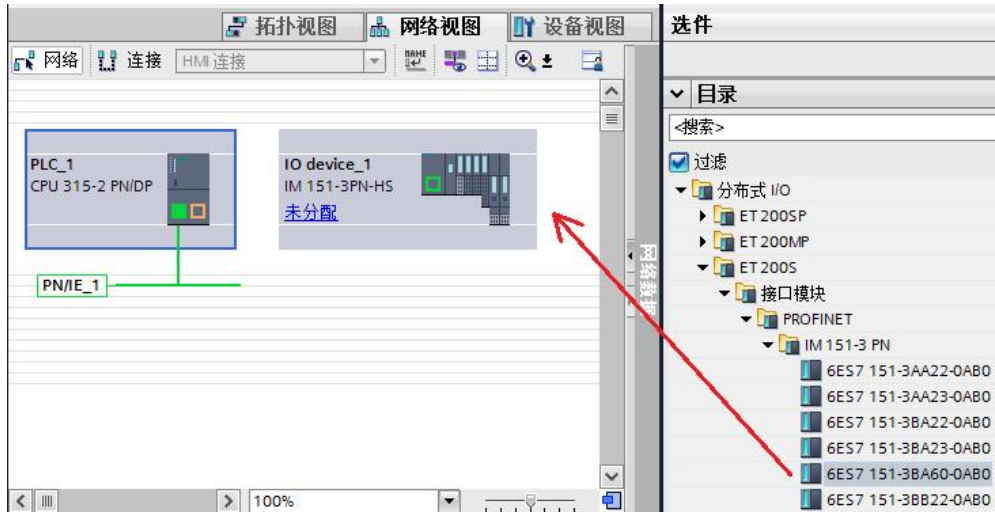 拓扑视图
网络视图
设备视图
选件
网络
连接
HMI 连接
目录
<搜索>
过滤
PLC_1
CPU 315-2 PN/DP
IO device_1
IM 151-3PN-HS
未分配
PN/IE_1
网络数据
分布式 I/O
ET 200SP
ET 200MP
ET 200S
接口模块
PROFINET
IM 151-3 PN
6ES7 151-3AA22-0AB0
6ES7 151-3AA23-0AB0
6ES7 151-3BA22-0AB0
6ES7 151-3BA23-0AB0
6ES7 151-3BA60-0AB0
6ES7 151-3BB22-0AB0
100%